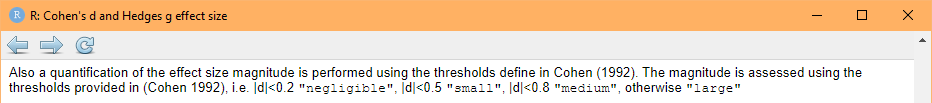 R: Cohen's d and Hedges g effect size
Also a quantification of the effect size magnitude is performed using the thresholds define in Cohen (1992). The magnitude is assessed using the
thresholds provided in (Cohen 1992), i.e. |d|<0.2 "negligible", |d|<0.5 "small", |d|<0.8 "medium", otherwise "large"